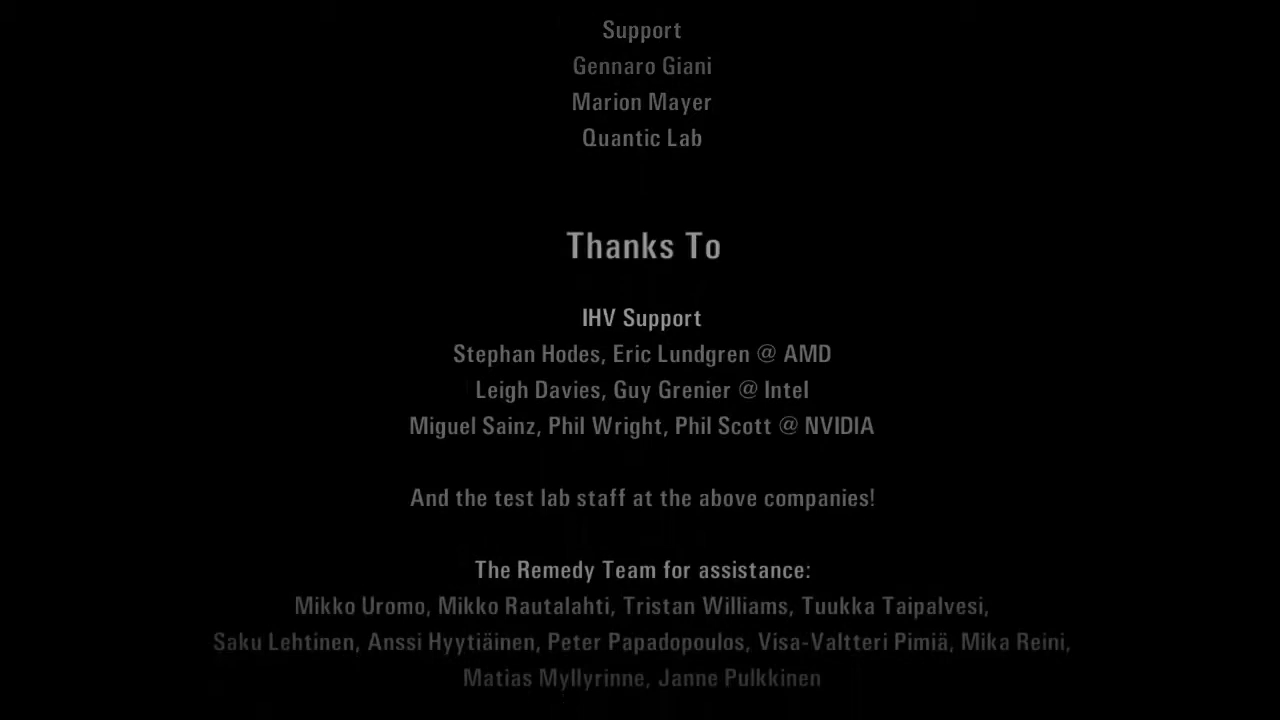 Support
Gennaro Giani
Marion Mayer
Quantic Lab
Thanks To
IHV Support
Stephan Hodes, Eric Lundgren @ AMD
Leigh Davies, Guy Grenier @ Intel
Miguel Sainz, Phil Wright, Phil Scott @ NVIDIA
And the test lab staff at the above companies!
The Remedy Team for assistance:
Mikko Uromo, Mikko Rautalahti, Tristan Williams, Tuukka Taipalvesi,
Saku Lehtinen, Anssi Hyytiäinen, Peter Papadopoulos, Visa-Valtteri Pimiä, Mika Reini,
Matias Myllyrinne, Janne Pulkkinen